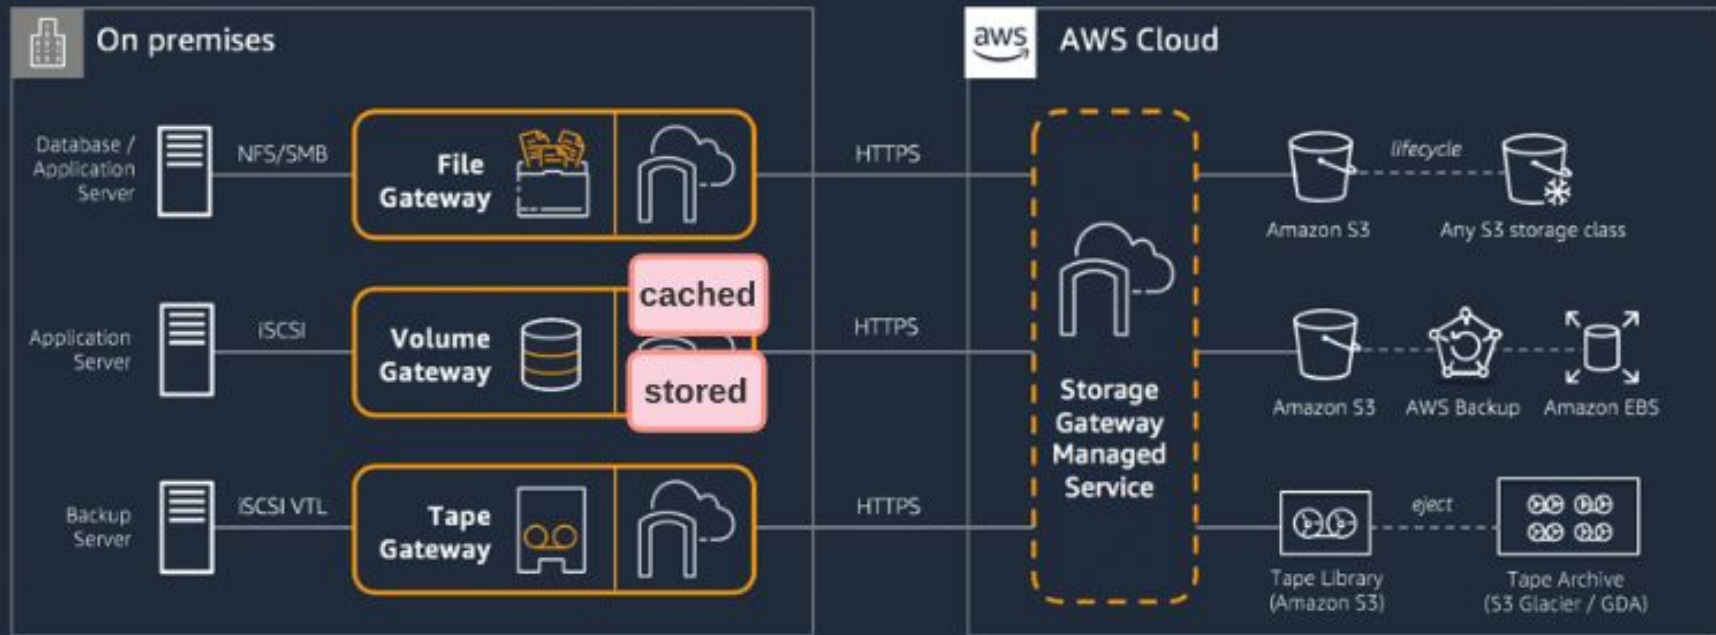 On premises
aws
AWS Cloud
Database /
Application
Server
NFS/SMB
File
Gateway
HTTPS
lifecycle
Amazon S3
Any S3 storage class
Application
Server
iSCSI
Volume
Gateway
cached
stored
HTTPS
Storage
Gateway
Managed
Service
Amazon S3
AWS Backup
Amazon EBS
Backup
Server
iSCSI VTL
Tape
Gateway
HTTPS
eject
Tape Library
(Amazon S3)
Tape Archive
(S3 Glacier / GDA)